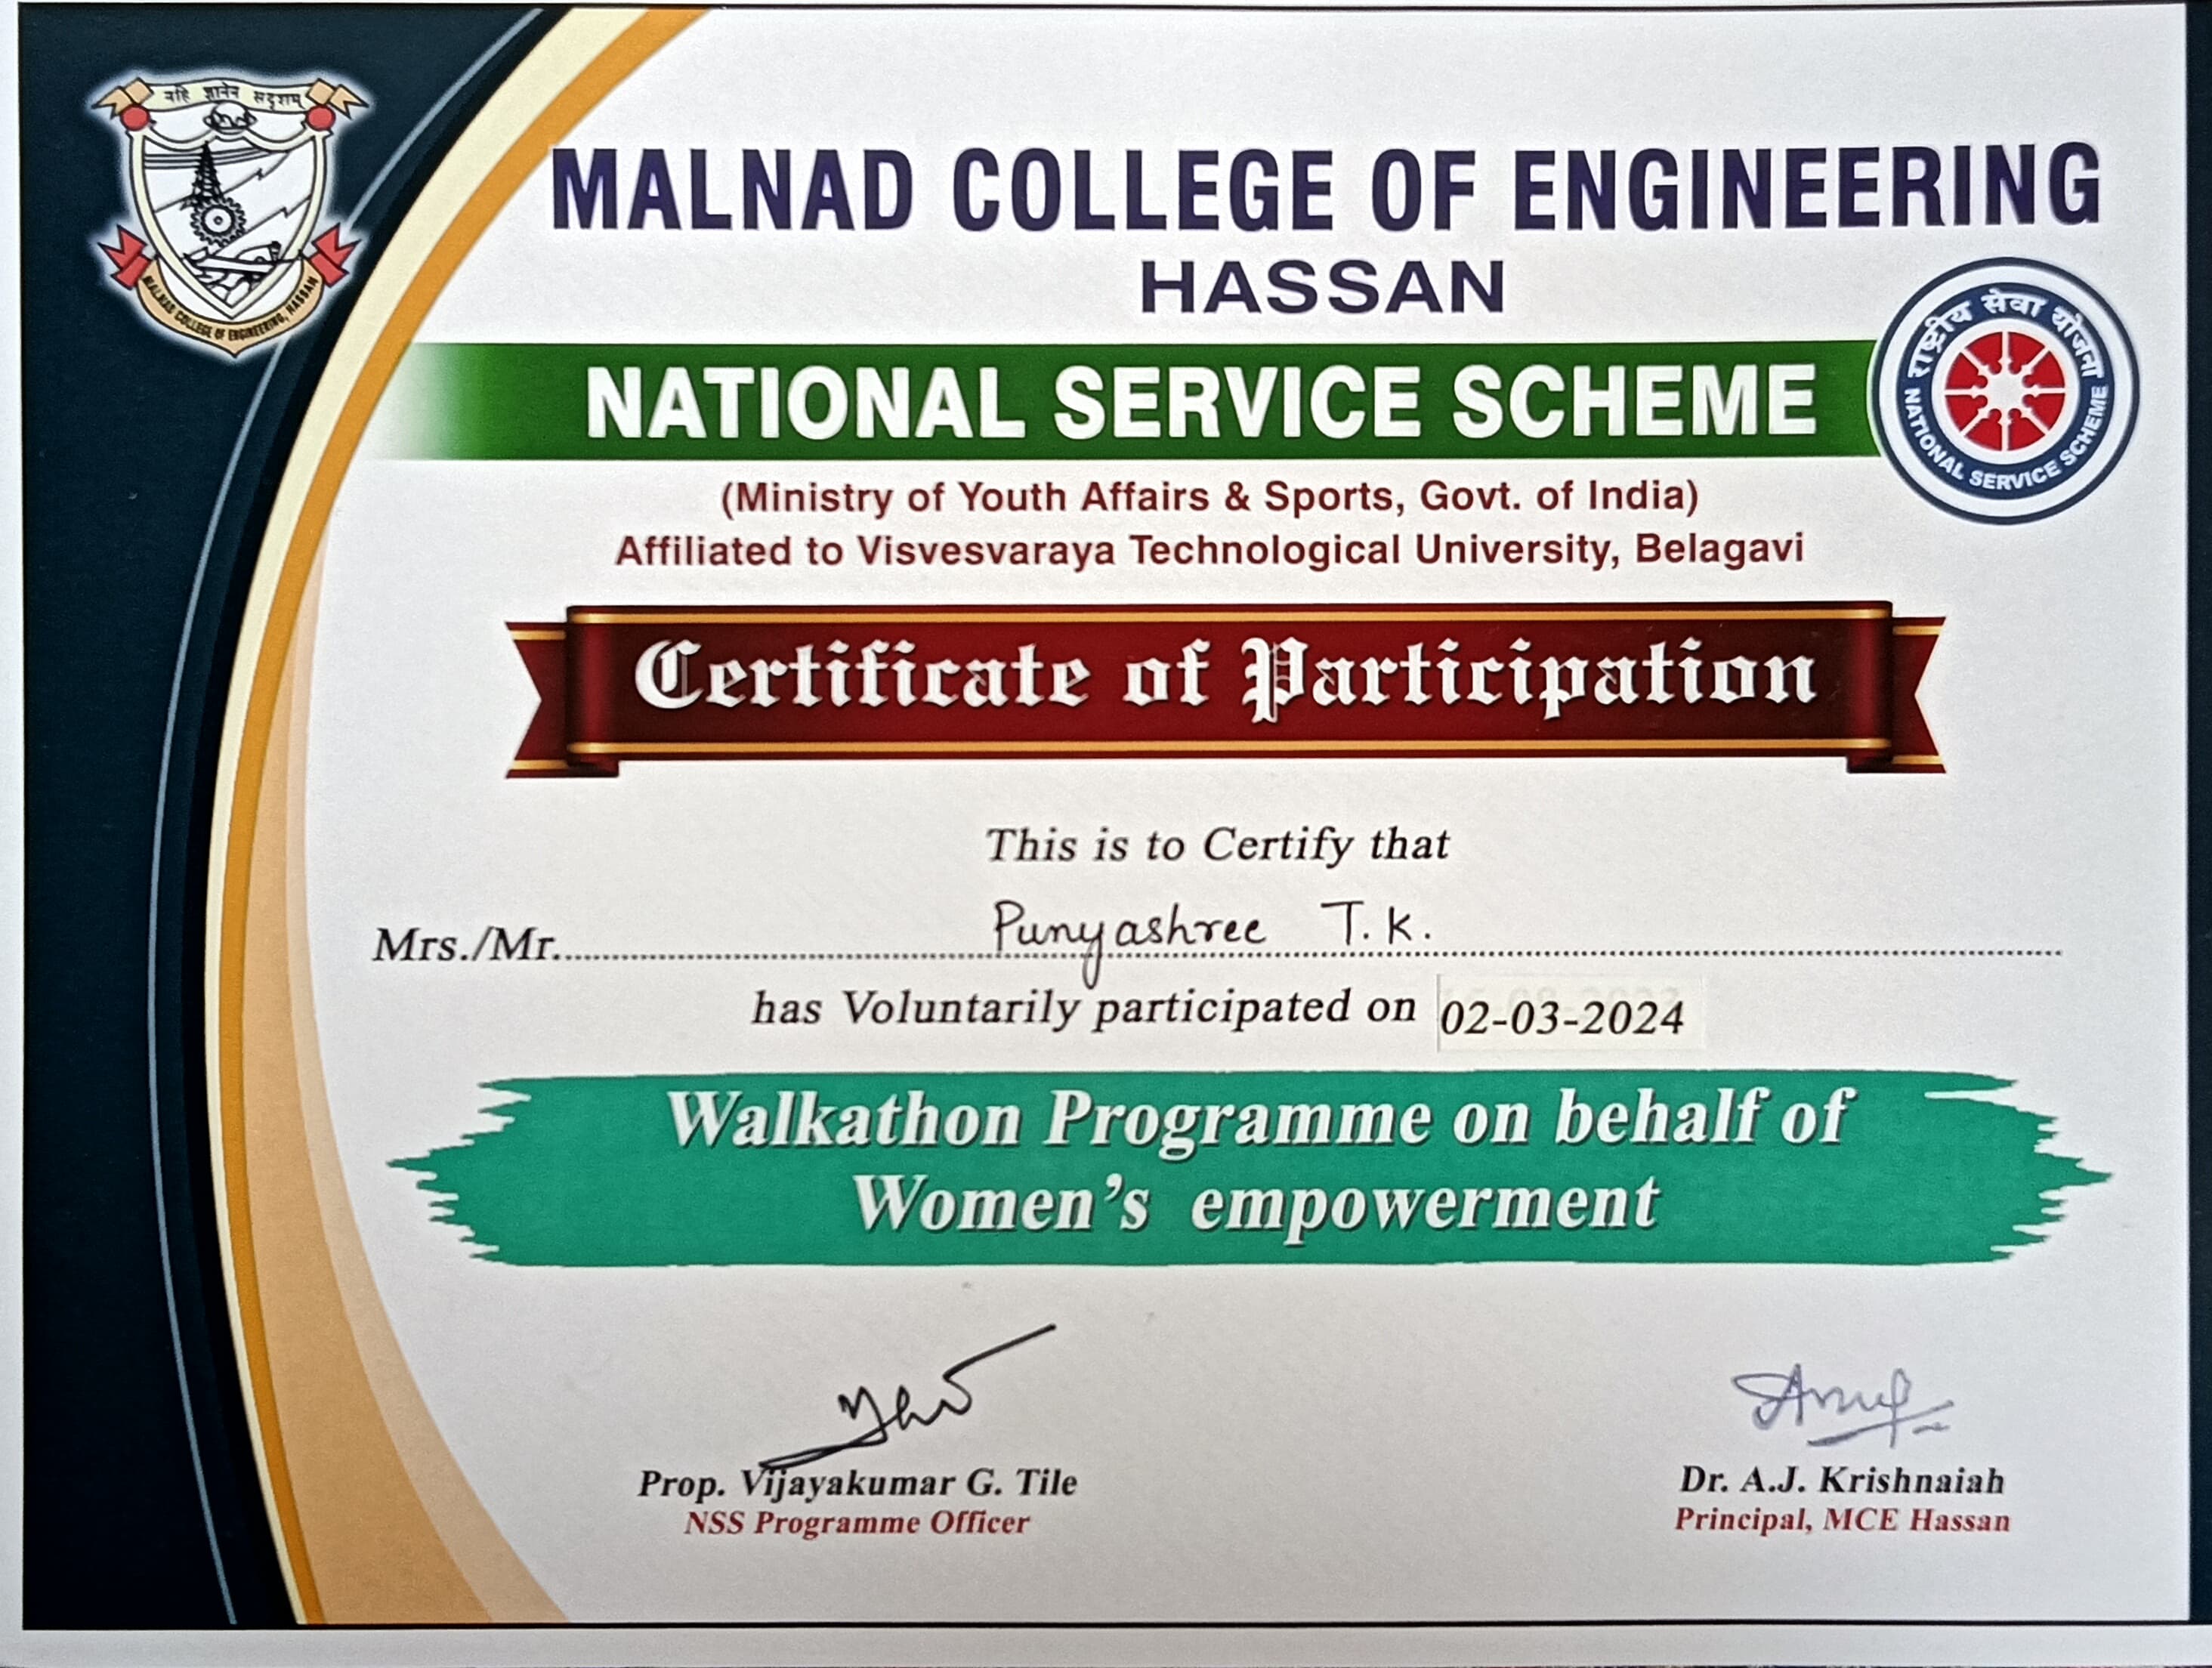 नहि ज्ञानेन सदृशम्
MALNAD COLLEGE OF ENGINEERING, HASSAN
MALNAD COLLEGE OF ENGINEERING
HASSAN
NATIONAL SERVICE SCHEME
राष्ट्रीय सेवा योजना
NATIONAL SERVICE SCHEME
(Ministry of Youth Affairs & Sports, Govt. of India)
Affiliated to Visvesvaraya Technological University, Belagavi
Certificate of Participation
This is to Certify that
Mrs./Mr. Punyashree T.K.
has Voluntarily participated on 02-03-2024
Walkathon Programme on behalf of
Women's empowerment
Prop. Vijayakumar G. Tile
NSS Programme Officer
Dr. A.J. Krishnaiah
Principal, MCE Hassan